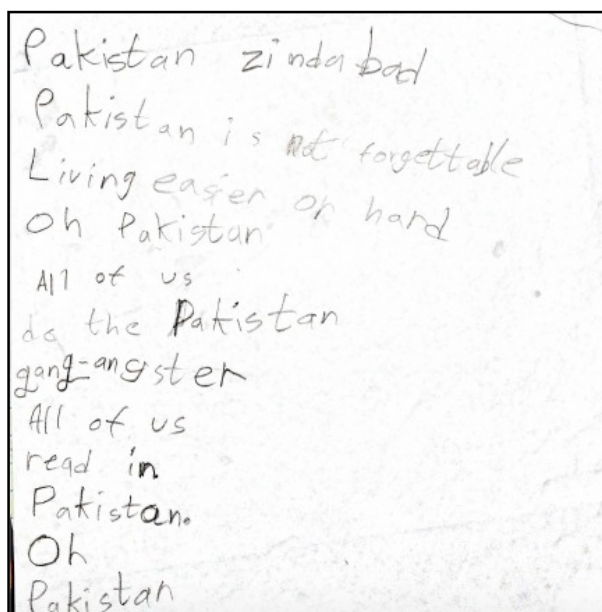 Pakistan zindabad
Pakistan is not forgettable
Living easier or hard
Oh Pakistan
All of us
do the Pakistan
gang-angster
All of us
read in
Pakistan.
Oh
Pakistan